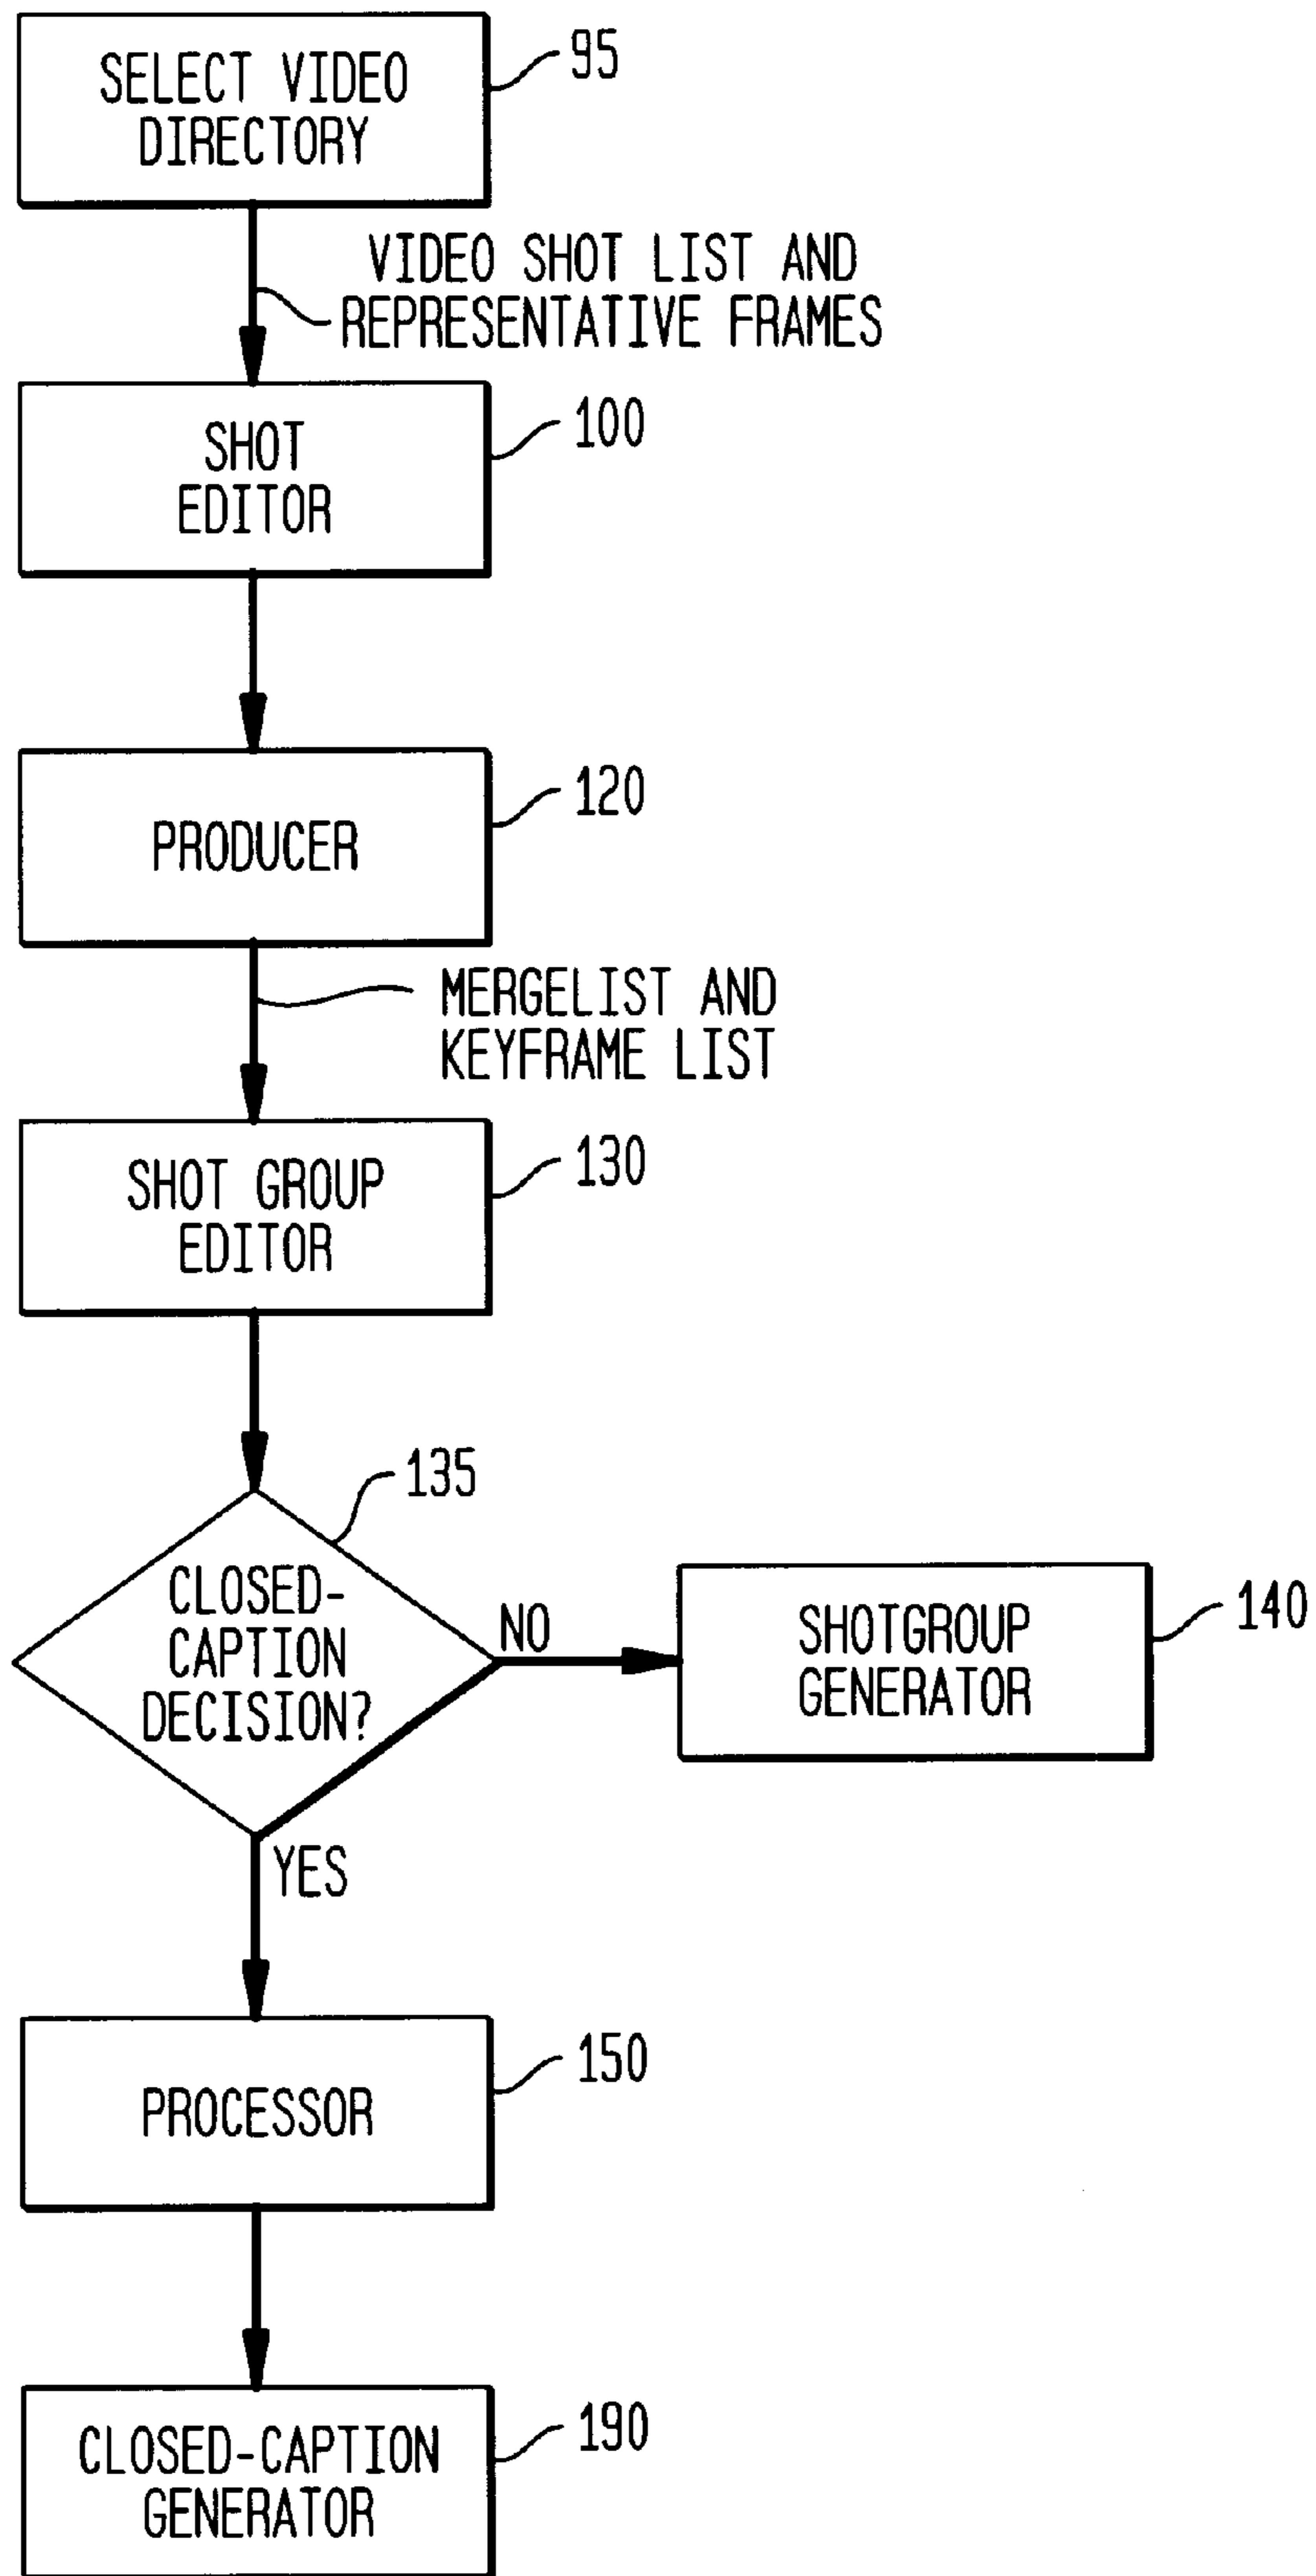 SELECT VIDEO
DIRECTORY
95
VIDEO SHOT LIST AND
REPRESENTATIVE FRAMES
SHOT
EDITOR
100
PRODUCER
120
MERGELIST AND
KEYFRAME LIST
SHOT GROUP
EDITOR
130
135
CLOSED-
CAPTION
DECISION?
NO
SHOTGROUP
GENERATOR
140
YES
PROCESSOR
150
CLOSED-CAPTION
GENERATOR
190